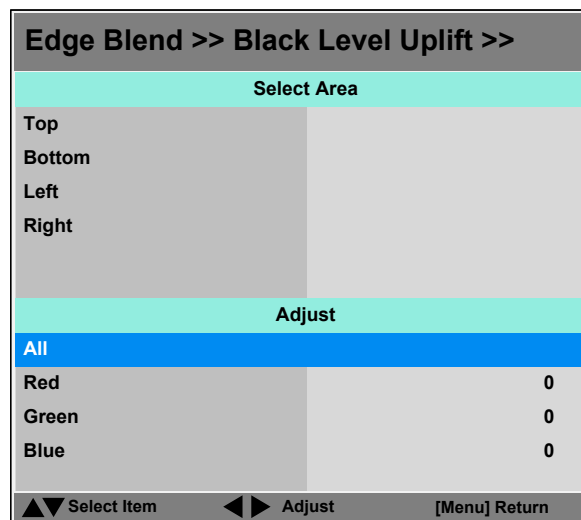 Edge Blend >> Black Level Uplift >>
Select Area
Top
Bottom
Left
Right
Adjust
All
Red 0
Green 0
Blue 0
Select Item Adjust [Menu] Return